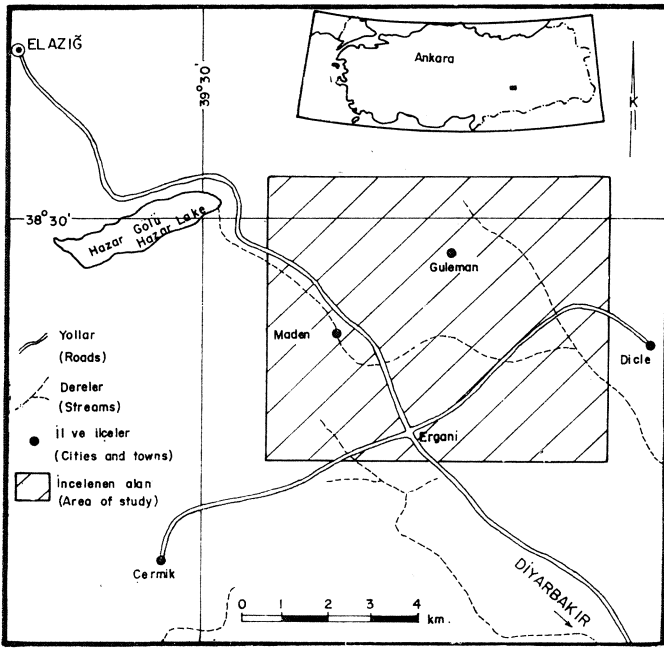 ELAZIĞ
39°30'
Ankara
K
38°30'
Hazar Gölü
Hazar Lake
Guleman
Maden
Dicle
Ergani
Yollar
(Roads)
Dereler
(Streams)
İl ve ilçeler
(Cities and towns)
İncelenen alan
(Area of study)
Çermik
DİYARBAKIR
0 1 2 3 4
km.